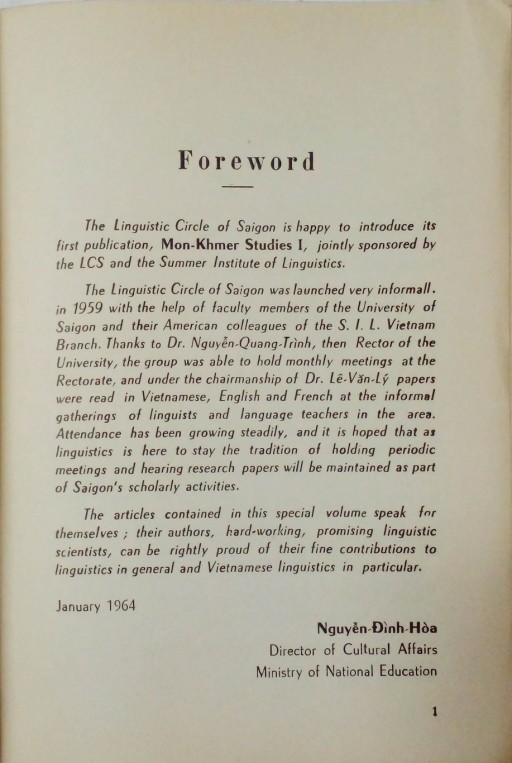 Foreword
The Linguistic Circle of Saigon is happy to introduce its
first publication, Mon-Khmer Studies I, jointly sponsored by
the LCS and the Summer Institute of Linguistics.
The Linguistic Circle of Saigon was launched very informall.
in 1959 with the help of faculty members of the University of
Saigon and their American colleagues of the S. I. L. Vietnam
Branch. Thanks to Dr. Nguyễn-Quang-Trình, then Rector of the
University, the group was able to hold monthly meetings at the
Rectorate, and under the chairmanship of Dr. Lê-Văn-Lý papers
were read in Vietnamese, English and French at the informal
gatherings of linguists and language teachers in the area.
Attendance has been growing steadily, and it is hoped that as
linguistics is here to stay the tradition of holding periodic
meetings and hearing research papers will be maintained as part
of Saigon's scholarly activities.
The articles contained in this special volume speak for
themselves ; their authors, hard-working, promising linguistic
scientists, can be rightly proud of their fine contributions to
linguistics in general and Vietnamese linguistics in particular.
January 1964
Nguyễn-Đình-Hòa
Director of Cultural Affairs
Ministry of National Education
1